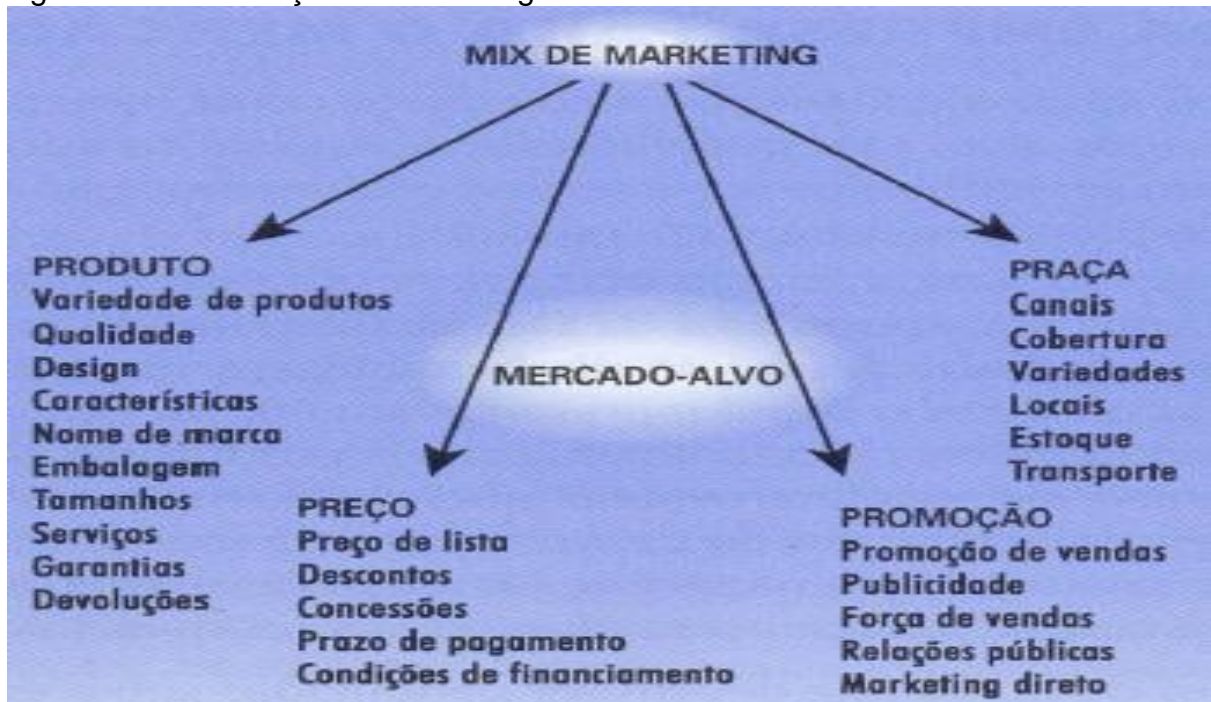 MIX DE MARKETING
MERCADO-ALVO
PRODUTO
Variedade de produtos
Qualidade
Design
Características
Nome de marca
Embalagem
Tamanhos
Serviços
Garantias
Devoluções
PREÇO
Preço de lista
Descontos
Concessões
Prazo de pagamento
Condições de financiamento
PROMOÇÃO
Promoção de vendas
Publicidade
Força de vendas
Relações públicas
Marketing direto
PRAÇA
Canais
Cobertura
Variedades
Locais
Estoque
Transporte